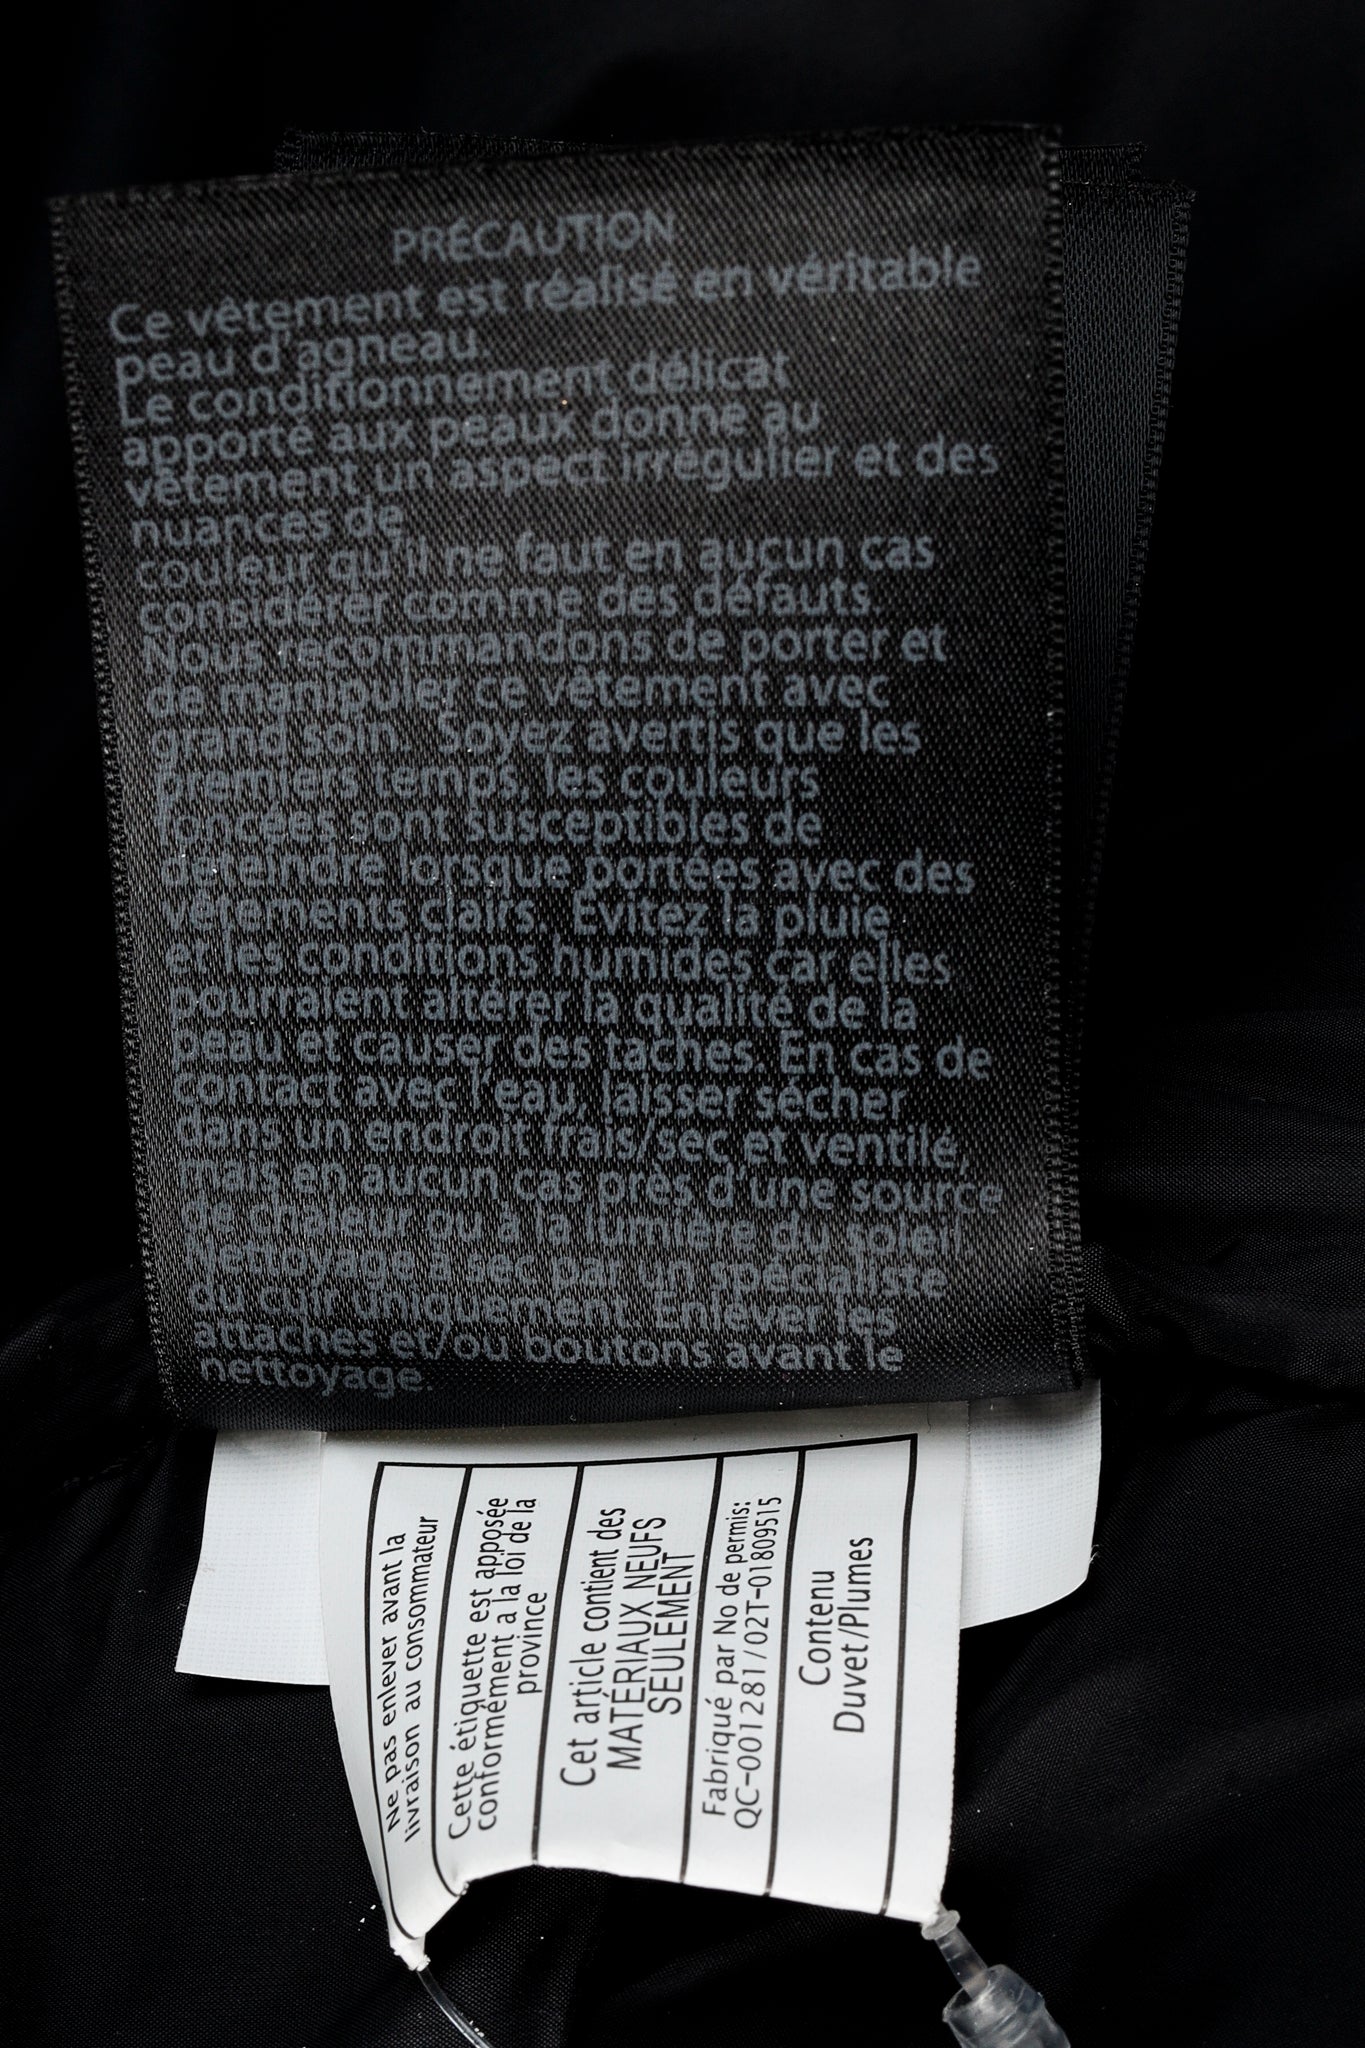 PRÉCAUTION
Ce vêtement est réalisé en véritable
peau d'agneau.
Le conditionnement délicat
apporté aux peaux donne au
vêtement un aspect irrégulier et des
nuances de
couleur qu'il ne faut en aucun cas
considérer comme des défauts.
Nous recommandons de porter et
de manipuler ce vêtement avec
grand soin. Soyez avertis que les
premiers temps, les couleurs
foncées sont susceptibles de
déteindre lorsque portées avec des
vêtements clairs. Évitez la pluie
et les conditions humides car elles
pourraient altérer la qualité de la
peau et causer des taches. En cas de
contact avec l'eau, laisser sécher
dans un endroit frais/sec et ventilé,
mais en aucun cas près d'une source
de chaleur ou à la lumière du soleil.
Nettoyage à sec par un spécialiste
du cuir uniquement. Enlever les
attaches et/ou boutons avant le
nettoyage.
Ne pas enlever avant la
livraison au consommateur
Cette étiquette est apposée
conformément a la loi de la
province
Cet article contient des
MATÉRIAUX NEUFS
SEULEMENT
Fabriqué par No de permis:
QC-001281/02T-01809515
Contenu
Duvet/Plumes